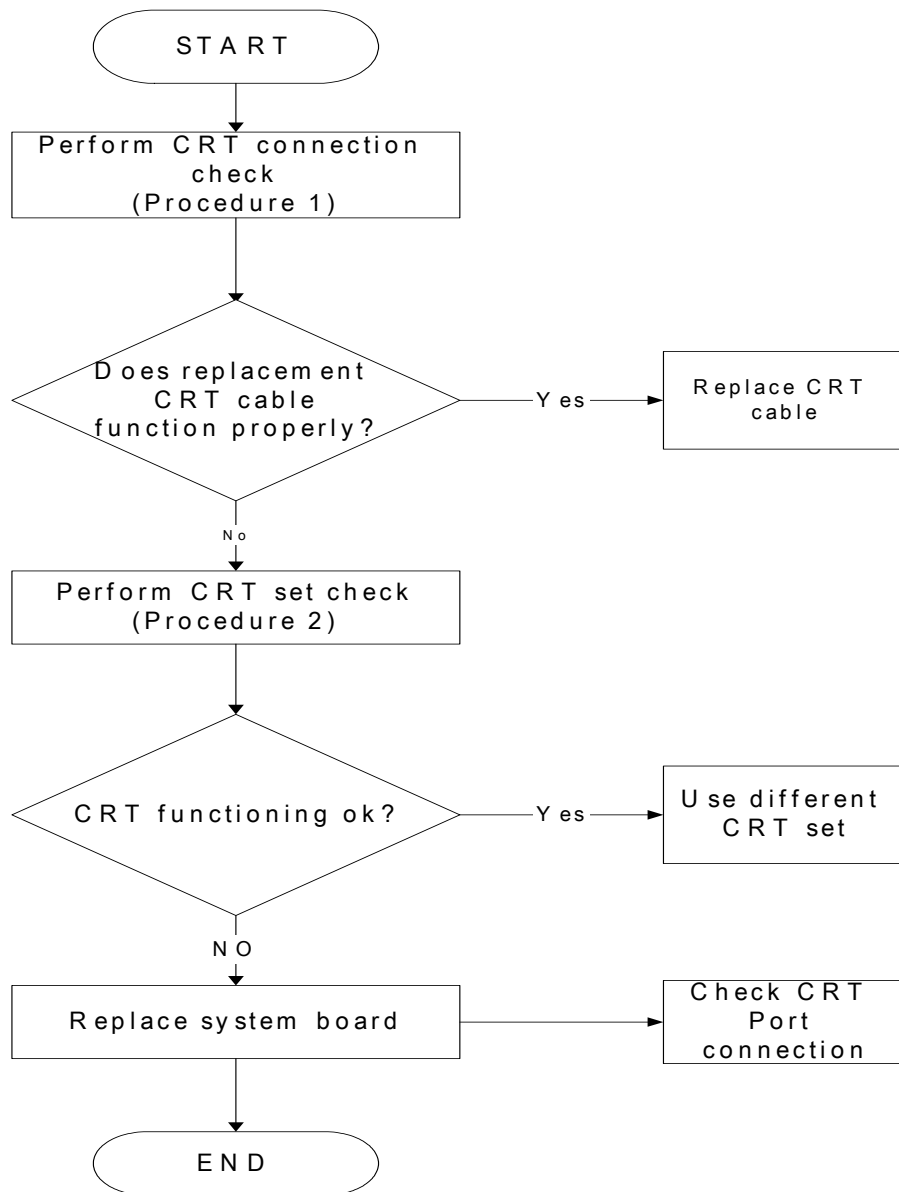 START
Perform CRT connection
check
(Procedure 1)
Does replacement
CRT cable
function properly?
Yes
Replace CRT
cable
No
Perform CRT set check
(Procedure 2)
CRT functioning ok?
Yes
Use different
CRT set
NO
Replace system board
Check CRT
Port
connection
END